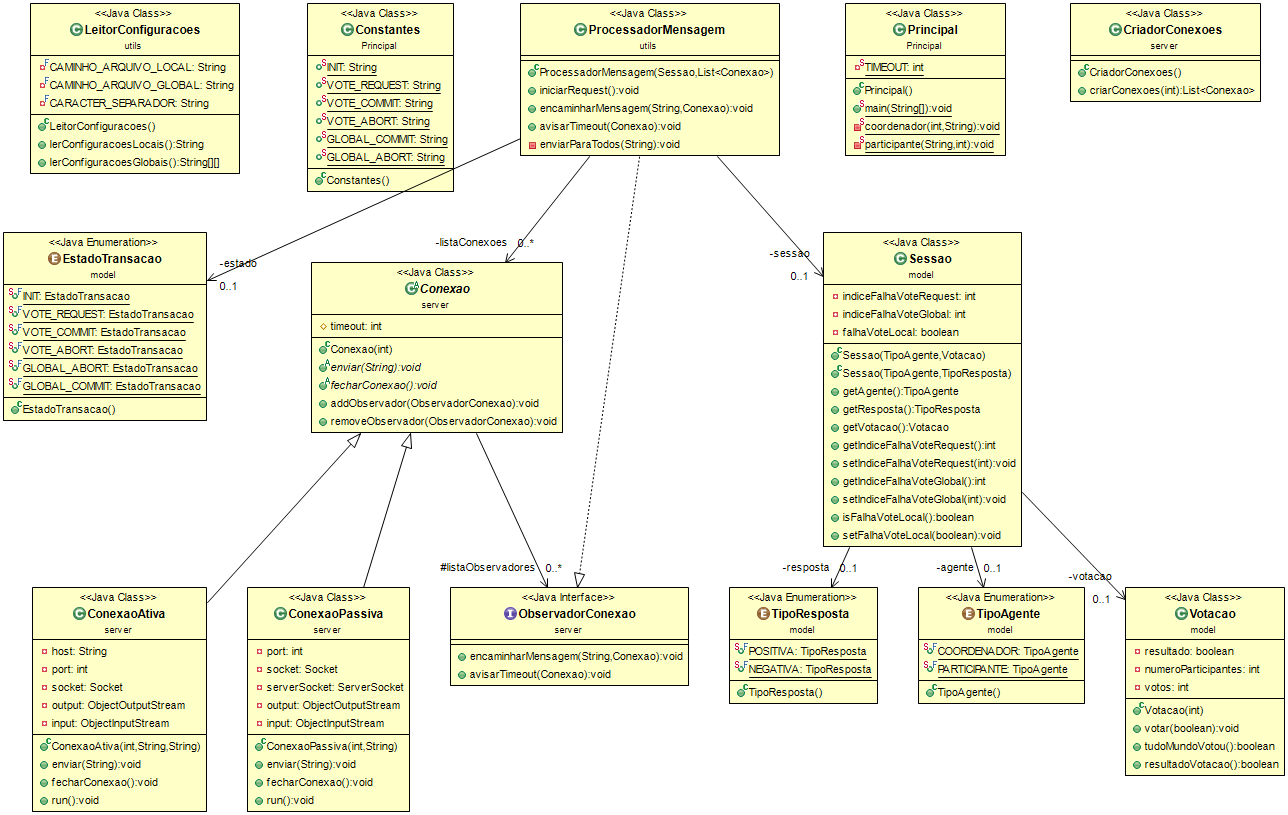 <<Java Class>>
LeitorConfiguracoes
utils
CAMINHO_ARQUIVO_LOCAL: String
CAMINHO_ARQUIVO_GLOBAL: String
CARACTER_SEPARADOR: String
LeitorConfiguracoes()
lerConfiguracoesLocais():String
lerConfiguracoesGlobais():String[][]
<<Java Class>>
Constantes
Principal
INIT: String
VOTE_REQUEST: String
VOTE_COMMIT: String
VOTE_ABORT: String
GLOBAL_COMMIT: String
GLOBAL_ABORT: String
Constantes()
<<Java Class>>
ProcessadorMensagem
utils
ProcessadorMensagem(Sessao,List<Conexao>)
iniciarRequest():void
encaminharMensagem(String,Conexao):void
avisarTimeout(Conexao):void
enviarParaTodos(String):void
<<Java Class>>
Principal
Principal
TIMEOUT: int
Principal()
main(String[]):void
coordenador(int,String):void
participante(String,int):void
<<Java Class>>
CriadorConexoes
server
CriadorConexoes()
criarConexoes(int):List<Conexao>
-estado
0..1
-listaConexoes 0..*
-sessao
0..1
<<Java Enumeration>>
EstadoTransacao
model
INIT: EstadoTransacao
VOTE_REQUEST: EstadoTransacao
VOTE_COMMIT: EstadoTransacao
VOTE_ABORT: EstadoTransacao
GLOBAL_ABORT: EstadoTransacao
GLOBAL_COMMIT: EstadoTransacao
EstadoTransacao()
<<Java Class>>
Conexao
server
timeout: int
Conexao(int)
enviar(String):void
fecharConexao():void
addObservador(ObservadorConexao):void
removeObservador(ObservadorConexao):void
<<Java Class>>
Sessao
model
indiceFalhaVoteRequest: int
indiceFalhaVoteGlobal: int
falhaVoteLocal: boolean
Sessao(TipoAgente,Votacao)
Sessao(TipoAgente,TipoResposta)
getAgente():TipoAgente
getResposta():TipoResposta
getVotacao():Votacao
getIndiceFalhaVoteRequest():int
setIndiceFalhaVoteRequest(int):void
getIndiceFalhaVoteGlobal():int
setIndiceFalhaVoteGlobal(int):void
isFalhaVoteLocal():boolean
setFalhaVoteLocal(boolean):void
#listaObservadores 0..*
-resposta 0..1
-agente 0..1
-votacao
0..1
<<Java Class>>
ConexaoAtiva
server
host: String
port: int
socket: Socket
output: ObjectOutputStream
input: ObjectInputStream
ConexaoAtiva(int,String,String)
enviar(String):void
fecharConexao():void
run():void
<<Java Class>>
ConexaoPassiva
server
port: int
socket: Socket
serverSocket: ServerSocket
output: ObjectOutputStream
input: ObjectInputStream
ConexaoPassiva(int,String)
enviar(String):void
fecharConexao():void
run():void
<<Java Interface>>
ObservadorConexao
server
encaminharMensagem(String,Conexao):void
avisarTimeout(Conexao):void
<<Java Enumeration>>
TipoResposta
model
POSITIVA: TipoResposta
NEGATIVA: TipoResposta
TipoResposta()
<<Java Enumeration>>
TipoAgente
model
COORDENADOR: TipoAgente
PARTICIPANTE: TipoAgente
TipoAgente()
<<Java Class>>
Votacao
model
resultado: boolean
numeroParticipantes: int
votos: int
Votacao(int)
votar(boolean):void
tudoMundoVotou():boolean
resultadoVotacao():boolean